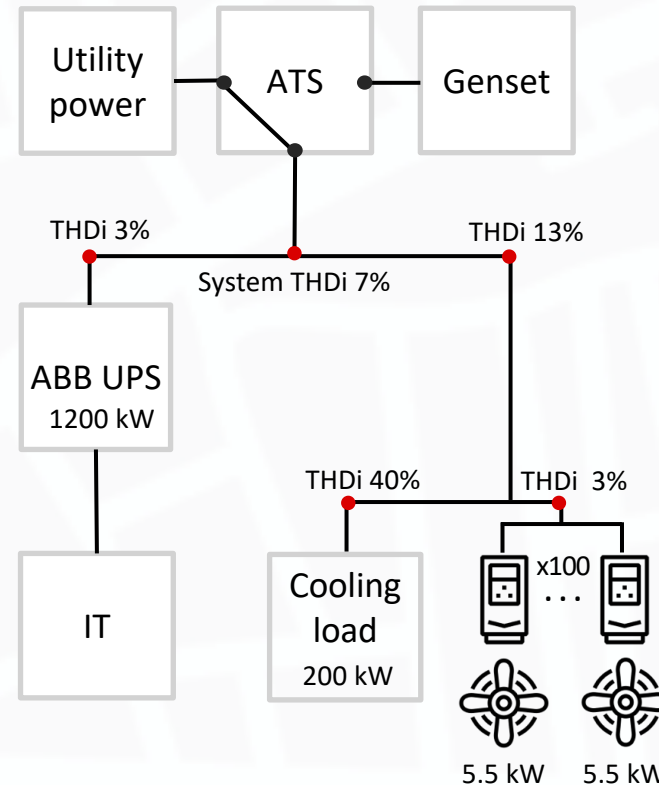 Utility
power
ATS
Genset
THDi 3%
THDi 13%
System THDi 7%
ABB UPS
1200 kW
THDi 40%
THDi 3%
IT
Cooling
load
200 kW
x100
. . .
5.5 kW
5.5 kW